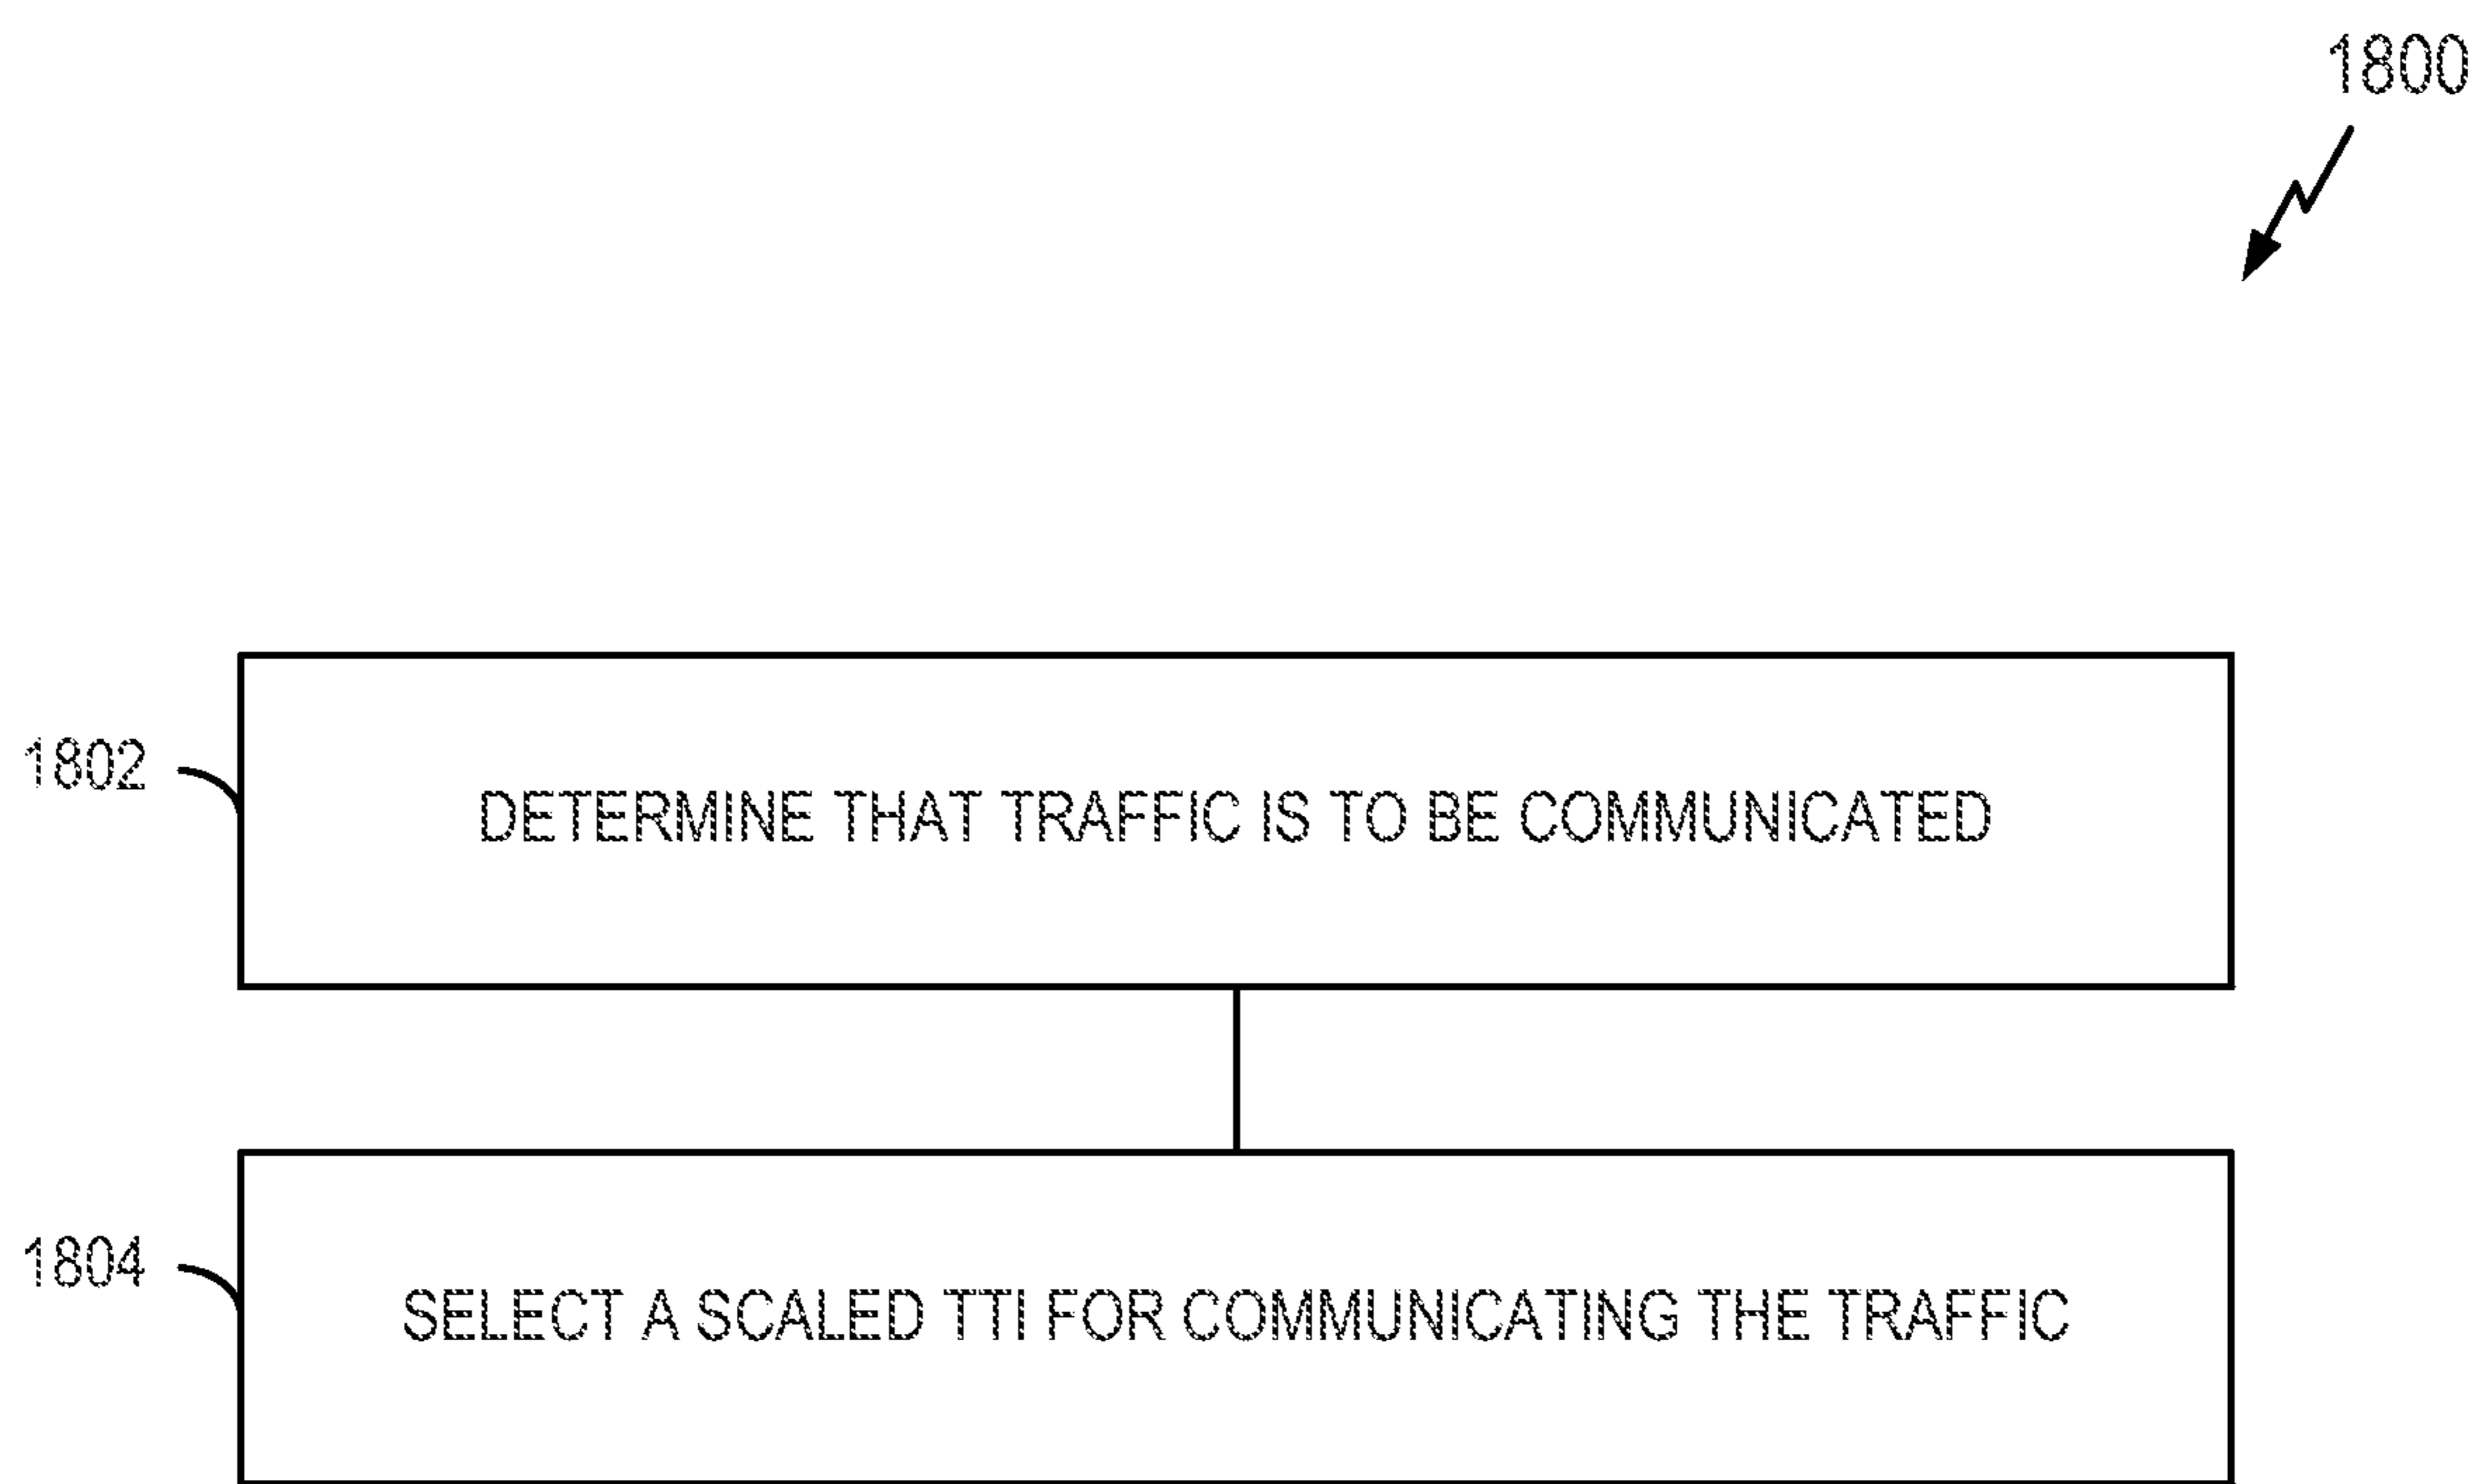 1800
1802
DETERMINE THAT TRAFFIC IS TO BE COMMUNICATED
1804
SELECT A SCALED TTI FOR COMMUNICATING THE TRAFFIC